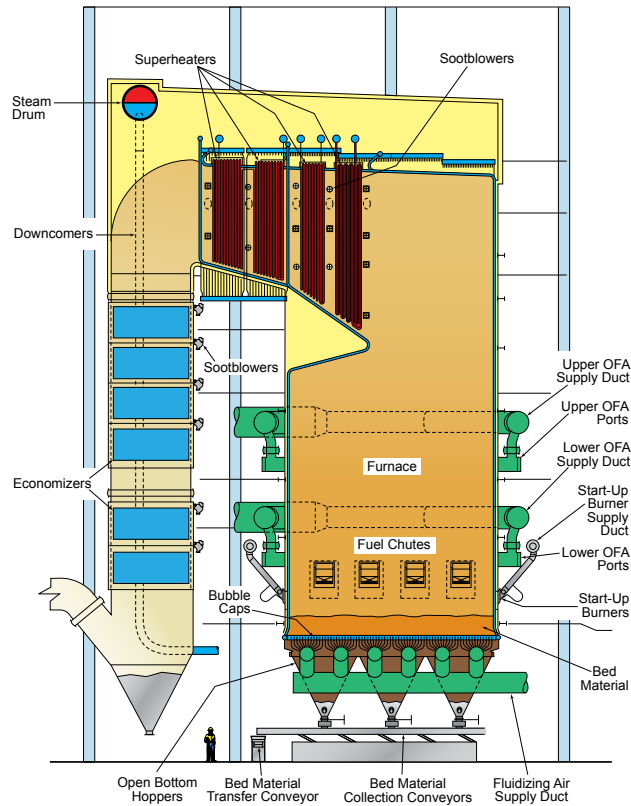 Superheaters
Sootblowers
Steam
Drum
Downcomers
Sootblowers
Upper OFA
Supply Duct
Upper OFA
Ports
Furnace
Lower OFA
Supply Duct
Economizers
Start-Up
Burner
Supply
Duct
Fuel Chutes
Lower OFA
Ports
Bubble
Caps
Start-Up
Burners
Bed
Material
Open Bottom
Hoppers
Bed Material
Transfer Conveyor
Bed Material
Collection Conveyors
Fluidizing Air
Supply Duct